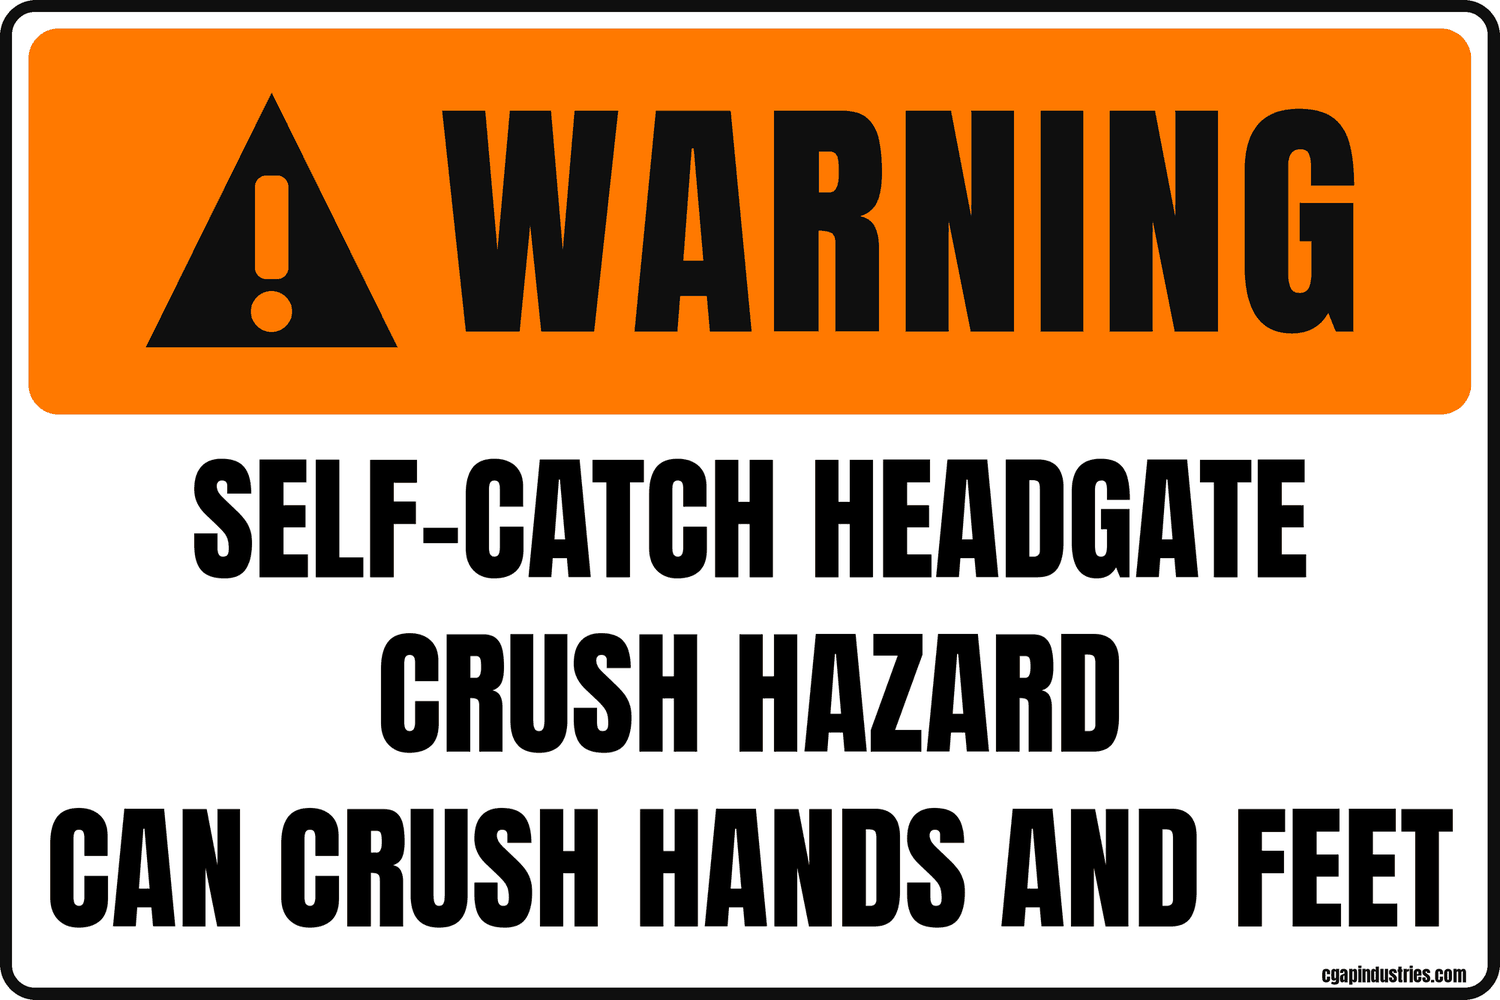 WARNING
SELF-CATCH HEADGATE
CRUSH HAZARD
CAN CRUSH HANDS AND FEET
cgapindustries.com